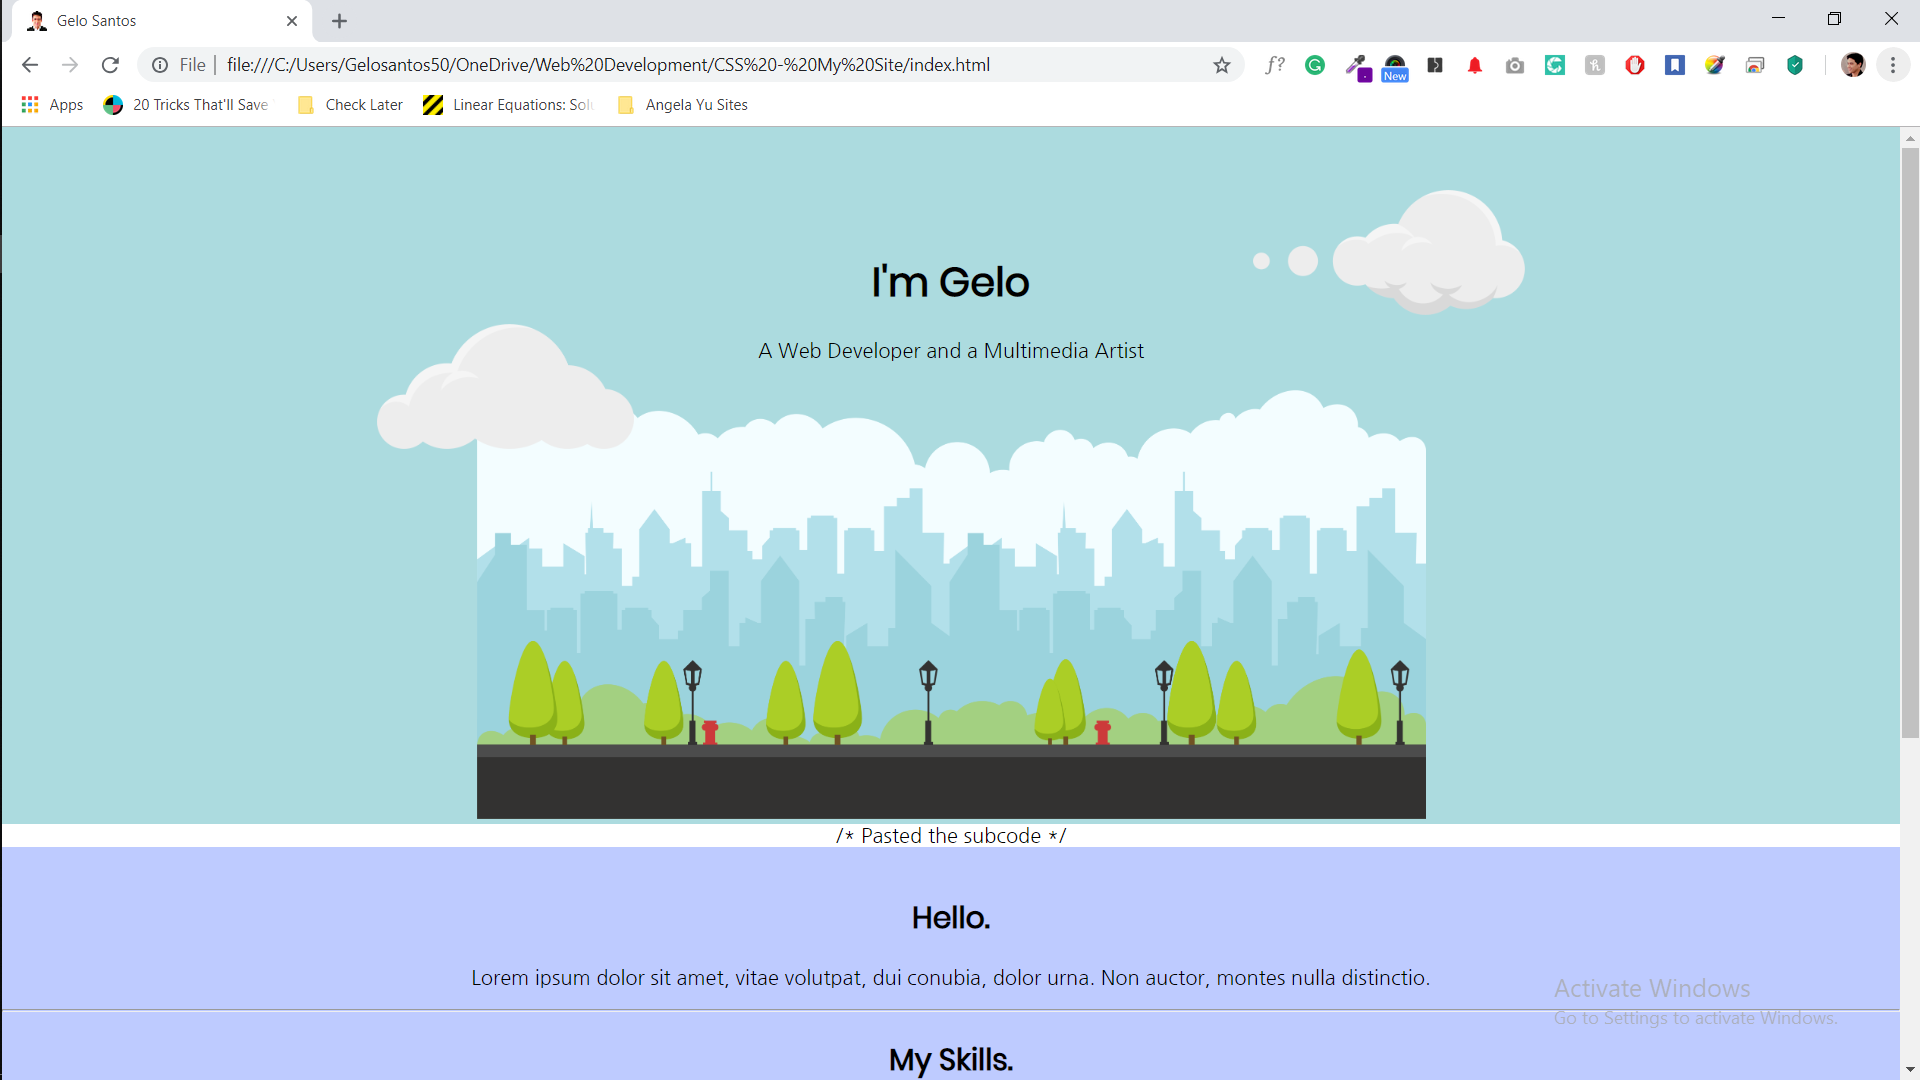 Gelo Santos
File
file:///C:/Users/Gelosantos50/OneDrive/Web%20Development/CSS%20-%20My%20Site/index.html
f?
New
Apps
20 Tricks That'll Save
Check Later
Linear Equations: Solu
Angela Yu Sites
I'm Gelo
A Web Developer and a Multimedia Artist
/* Pasted the subcode */
Hello.
Lorem ipsum dolor sit amet, vitae volutpat, dui conubia, dolor urna. Non auctor, montes nulla distinctio.
Activate Windows
Go to Settings to activate Windows.
My Skills.